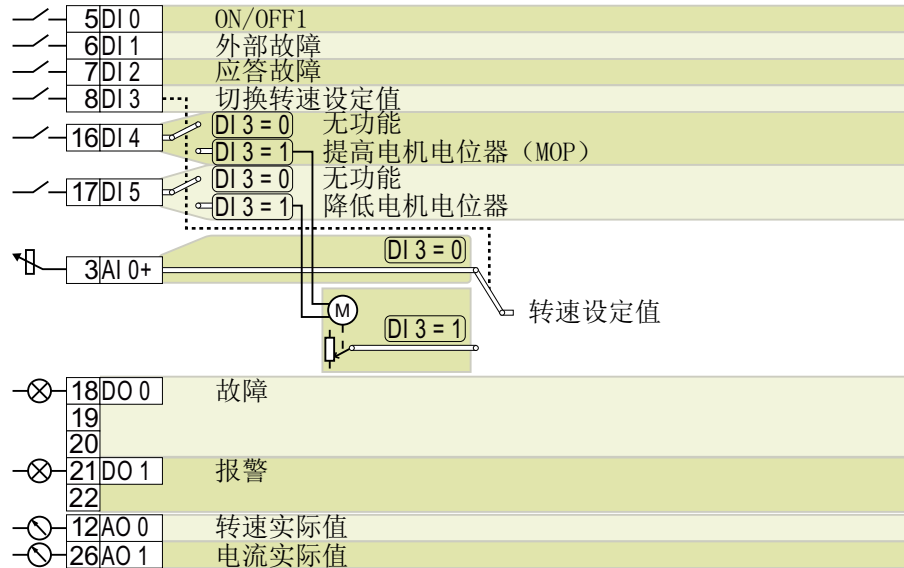 5 DI 0 ON/OFF1
6 DI 1 外部故障
7 DI 2 应答故障
8 DI 3 切换转速设定值
DI 3 = 0 无功能
16 DI 4
DI 3 = 1 提高电机电位器（MOP）
DI 3 = 0 无功能
17 DI 5
DI 3 = 1 降低电机电位器
DI 3 = 0
3 AI 0+
转速设定值
M
DI 3 = 1
18 DO 0 故障
19
20
21 DO 1 报警
22
12 AO 0 转速实际值
26 AO 1 电流实际值